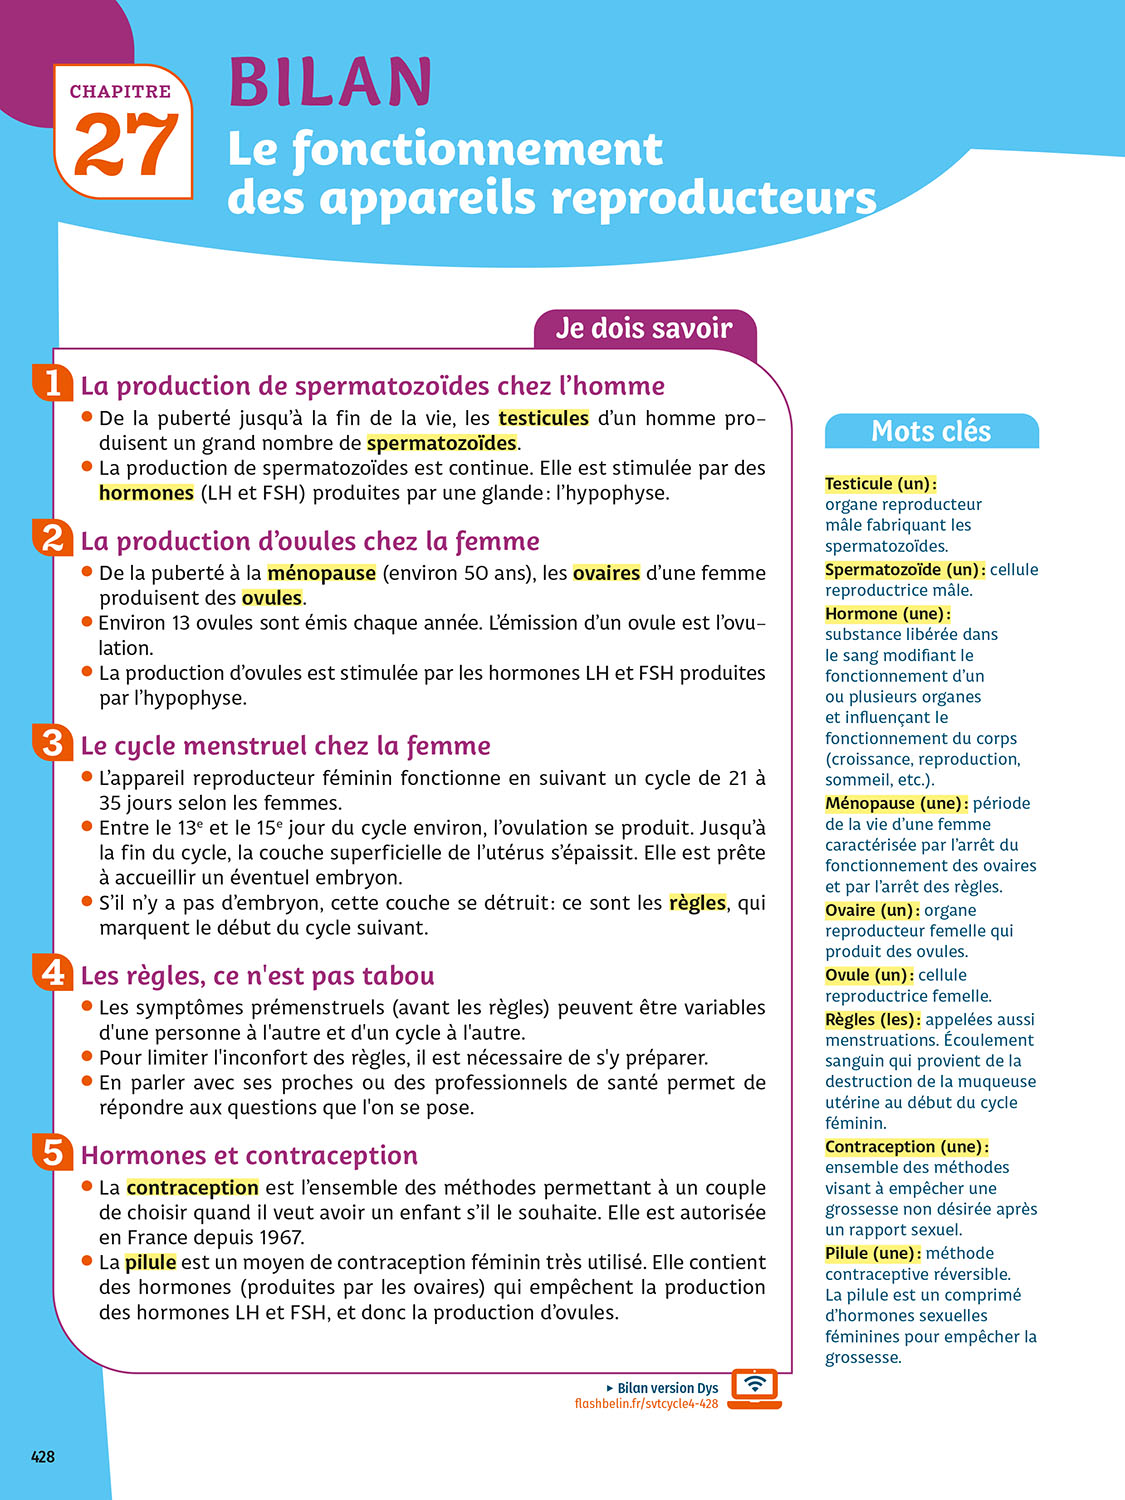 CHAPITRE
27
BILAN
Le fonctionnement
des appareils reproducteurs
Je dois savoir
1 La production de spermatozoïdes chez l’homme
• De la puberté jusqu’à la fin de la vie, les testicules d’un homme pro-
duisent un grand nombre de spermatozoïdes.
• La production de spermatozoïdes est continue. Elle est stimulée par des
hormones (LH et FSH) produites par une glande : l’hypophyse.
2 La production d’ovules chez la femme
• De la puberté à la ménopause (environ 50 ans), les ovaires d’une femme
produisent des ovules.
• Environ 13 ovules sont émis chaque année. L’émission d’un ovule est l’ovu-
lation.
• La production d’ovules est stimulée par les hormones LH et FSH produites
par l’hypophyse.
3 Le cycle menstruel chez la femme
• L’appareil reproducteur féminin fonctionne en suivant un cycle de 21 à
35 jours selon les femmes.
• Entre le 13e et le 15e jour du cycle environ, l’ovulation se produit. Jusqu’à
la fin du cycle, la couche superficielle de l’utérus s’épaissit. Elle est prête
à accueillir un éventuel embryon.
• S’il n’y a pas d’embryon, cette couche se détruit : ce sont les règles, qui
marquent le début du cycle suivant.
4 Les règles, ce n'est pas tabou
• Les symptômes prémenstruels (avant les règles) peuvent être variables
d'une personne à l'autre et d'un cycle à l'autre.
• Pour limiter l'inconfort des règles, il est nécessaire de s'y préparer.
• En parler avec ses proches ou des professionnels de santé permet de
répondre aux questions que l'on se pose.
5 Hormones et contraception
• La contraception est l’ensemble des méthodes permettant à un couple
de choisir quand il veut avoir un enfant s’il le souhaite. Elle est autorisée
en France depuis 1967.
• La pilule est un moyen de contraception féminin très utilisé. Elle contient
des hormones (produites par les ovaires) qui empêchent la production
des hormones LH et FSH, et donc la production d’ovules.
Mots clés
Testicule (un) :
organe reproducteur
mâle fabriquant les
spermatozoïdes.
Spermatozoïde (un) : cellule
reproductrice mâle.
Hormone (une) :
substance libérée dans
le sang modifiant le
fonctionnement d’un
ou plusieurs organes
et influençant le
fonctionnement du corps
(croissance, reproduction,
sommeil, etc.).
Ménopause (une) : période
de la vie d’une femme
caractérisée par l’arrêt du
fonctionnement des ovaires
et par l’arrêt des règles.
Ovaire (un) : organe
reproducteur femelle qui
produit des ovules.
Ovule (un) : cellule
reproductrice femelle.
Règles (les) : appelées aussi
menstruations. Écoulement
sanguin qui provient de la
destruction de la muqueuse
utérine au début du cycle
féminin.
Contraception (une) :
ensemble des méthodes
visant à empêcher une
grossesse non désirée après
un rapport sexuel.
Pilule (une) : méthode
contraceptive réversible.
La pilule est un comprimé
d’hormones sexuelles
féminines pour empêcher la
grossesse.
▸ Bilan version Dys
flashbelin.fr/svtcycle4-428
428